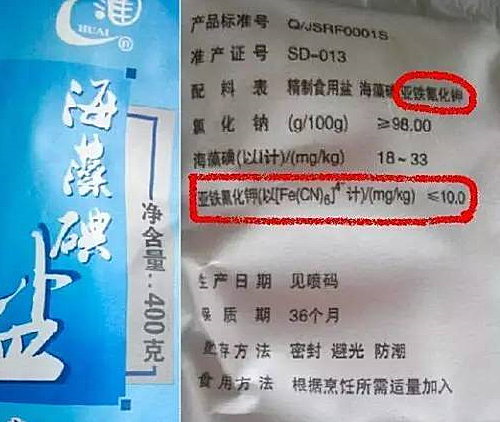 淮
HUAI
®
海藻碘
盐
净含量:400克
产品标准号 Q/JSRF0001S
准产证号 SD-013
配料表 精制食用盐 海藻碘 亚铁氰化钾
氯化钠 (g/100g) ≥98.00
海藻碘(以I计)/(mg/kg) 18~33
亚铁氰化钾(以[Fe(CN)₆]⁴⁻计)/(mg/kg) ≤10.0
生产日期 见喷码
保质期 36个月
贮存方法 密封 避光 防潮
食用方法 根据烹饪所需适量加入